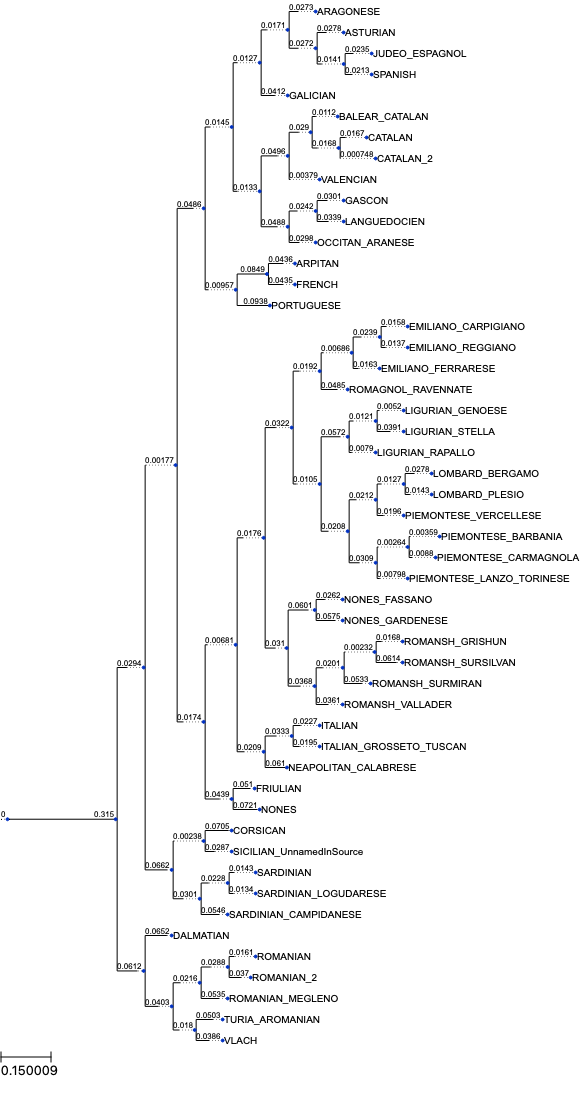 0.0273 ARAGONESE
0.0171
0.0278 ASTURIAN
0.0272
0.0235 JUDEO_ESPAGNOL
0.0127
0.0141
0.0213 SPANISH
0.0412 GALICIAN
0.0145
0.0112 BALEAR_CATALAN
0.029
0.0167 CATALAN
0.0168
0.0496
0.000748 CATALAN_2
0.00379 VALENCIAN
0.0133
0.0301 GASCON
0.0486
0.0242
0.0339 LANGUEDOCIEN
0.0488
0.0298 OCCITAN_ARANESE
0.0436 ARPITAN
0.0849
0.0435 FRENCH
0.00957
0.0938 PORTUGUESE
0.0158 EMILIANO_CARPIGIANO
0.0239
0.0137 EMILIANO_REGGIANO
0.00686
0.0163 EMILIANO_FERRARESE
0.0192
0.0485 ROMAGNOL_RAVENNATE
0.0052 LIGURIAN_GENOESE
0.0121
0.0322
0.0391 LIGURIAN_STELLA
0.0572
0.0079 LIGURIAN_RAPALLO
0.00177
0.0278 LOMBARD_BERGAMO
0.0105
0.0127
0.0143 LOMBARD_PLESIO
0.0212
0.0196 PIEMONTESE_VERCELLESE
0.0208
0.0176
0.00359 PIEMONTESE_BARBANIA
0.00264
0.0088 PIEMONTESE_CARMAGNOLA
0.0309
0.00798 PIEMONTESE_LANZO_TORINESE
0.0262 NONES_FASSANO
0.0601
0.0575 NONES_GARDENESE
0.00681
0.031
0.0168 ROMANSH_GRISHUN
0.00232
0.0614 ROMANSH_SURSILVAN
0.0294
0.0201
0.0533 ROMANSH_SURMIRAN
0.0368
0.0361 ROMANSH_VALLADER
0.0174
0.0227 ITALIAN
0.0333
0.0195 ITALIAN_GROSSETO_TUSCAN
0.0209
0.061 NEAPOLITAN_CALABRESE
0.051 FRIULIAN
0.0439
0.0721 NONES
0
0.315
0.0705 CORSICAN
0.00238
0.0287 SICILIAN_UnnamedInSource
0.0662
0.0143 SARDINIAN
0.0228
0.0134 SARDINIAN_LOGUDARESE
0.0301
0.0546 SARDINIAN_CAMPIDANESE
0.0652 DALMATIAN
0.0612
0.0161 ROMANIAN
0.0288
0.037 ROMANIAN_2
0.0216
0.0535 ROMANIAN_MEGLENO
0.0403
0.0503 TURIA_AROMANIAN
0.018
0.0386 VLACH
0.150009